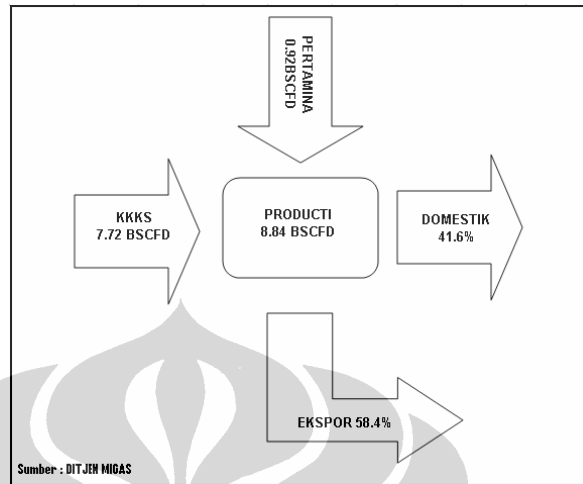 PERTAMINA
0.92BSCFD
KKKS
7.72 BSCFD
PRODUCTI
8.84 BSCFD
DOMESTIK
41.6%
EKSPOR 58.4%
Sumber : DITJEN MIGAS